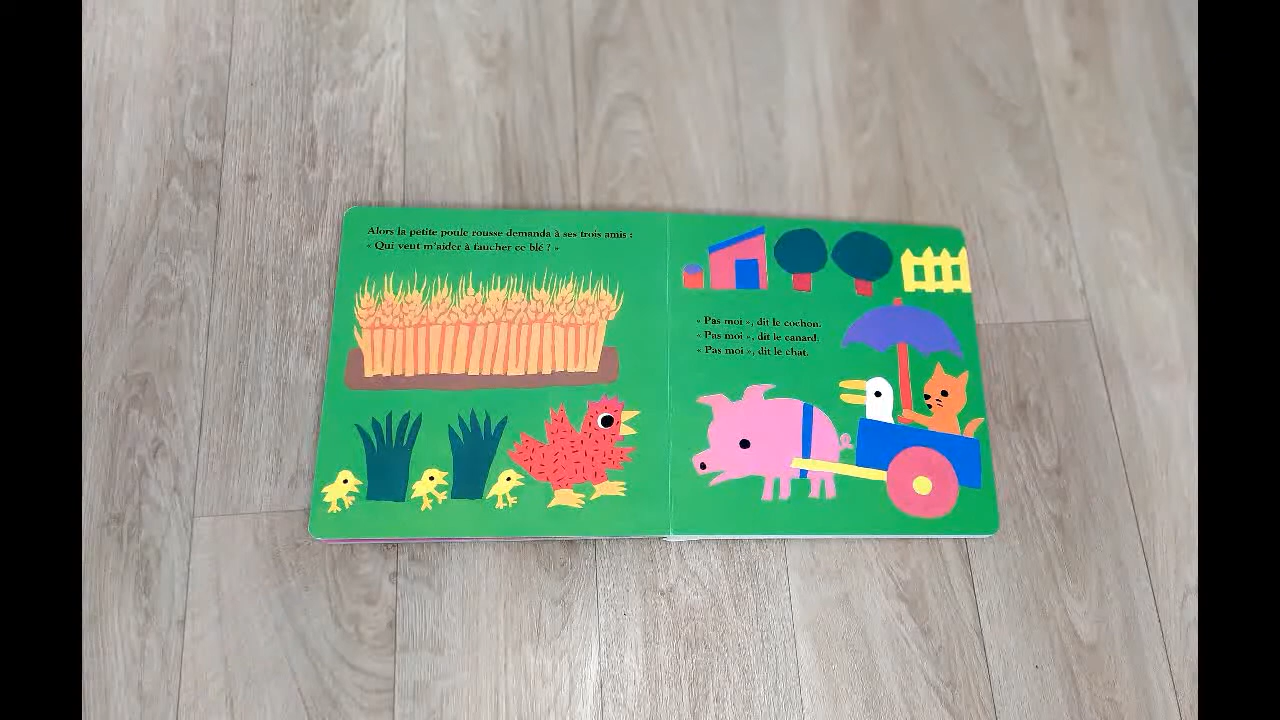 Alors la petite poule rousse demanda à ses trois amis :
« Qui veut m'aider à faucher ce blé ? »
« Pas moi », dit le cochon.
« Pas moi », dit le canard.
« Pas moi », dit le chat.